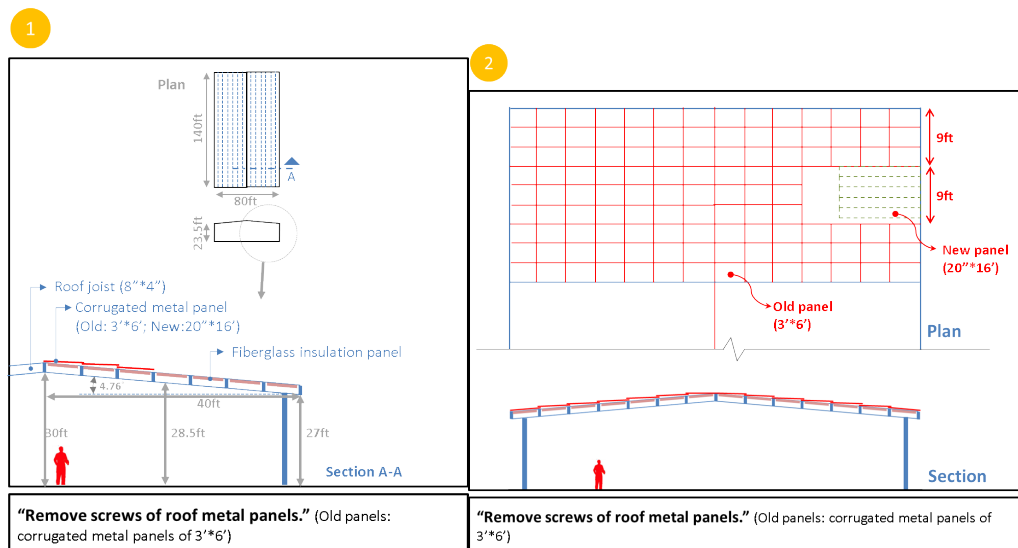 1
Plan
140ft
A
80ft
23.5ft
Roof joist (8”*4”)
Corrugated metal panel
(Old: 3’*6’; New:20”*16’)
Fiberglass insulation panel
4.76
40ft
30ft
28.5ft
27ft
Section A-A
“Remove screws of roof metal panels.” (Old panels:
corrugated metal panels of 3’*6’)
2
9ft
9ft
New panel
(20”*16’)
Old panel
(3’*6’)
Plan
Section
“Remove screws of roof metal panels.” (Old panels: corrugated metal panels of
3’*6’)